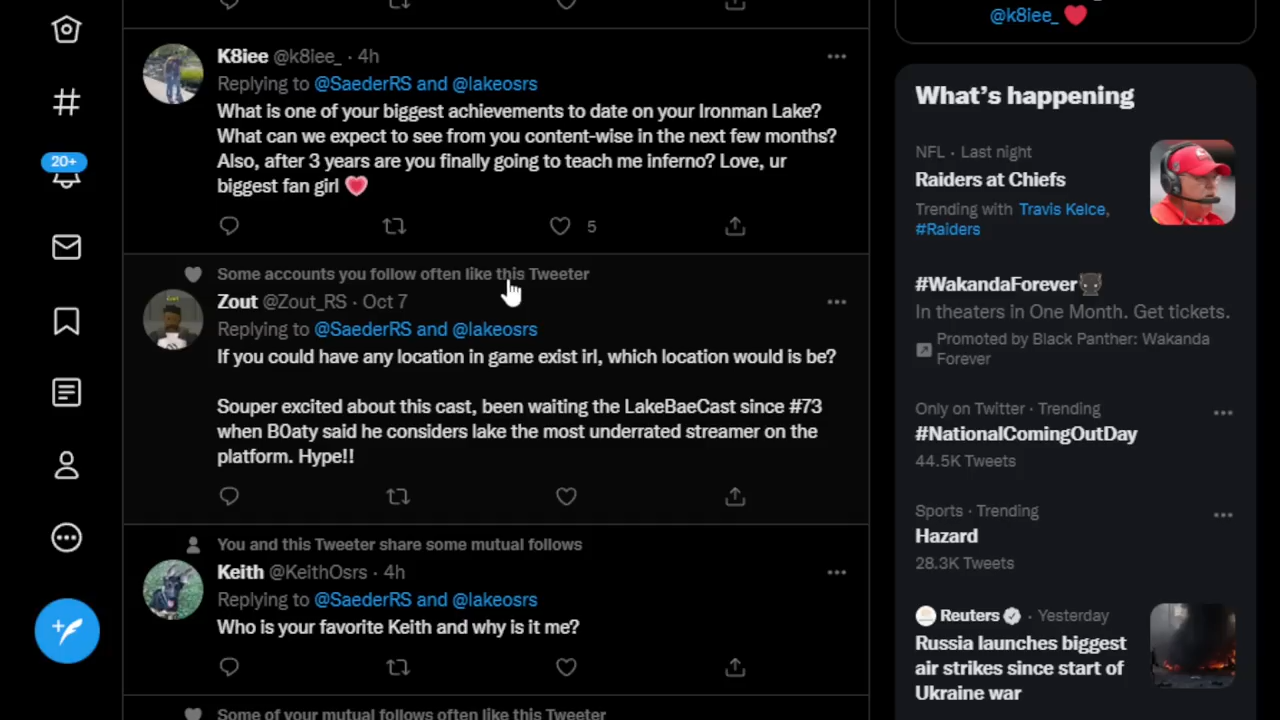 20+
K8iee @k8iee_ · 4h
Replying to @SaederRS and @lakeosrs
What is one of your biggest achievements to date on your Ironman Lake?
What can we expect to see from you content-wise in the next few months?
Also, after 3 years are you finally going to teach me inferno? Love, ur
biggest fan girl
5
Some accounts you follow often like this Tweeter
Zout @Zout_RS · Oct 7
Replying to @SaederRS and @lakeosrs
If you could have any location in game exist irl, which location would is be?
Souper excited about this cast, been waiting the LakeBaeCast since #73
when B0aty said he considers lake the most underrated streamer on the
platform. Hype!!
You and this Tweeter share some mutual follows
Keith @KeithOsrs · 4h
Replying to @SaederRS and @lakeosrs
Who is your favorite Keith and why is it me?
Some of your mutual follows often like this Tweeter
@k8iee_
What's happening
NFL · Last night
Raiders at Chiefs
Trending with Travis Kelce,
#Raiders
#WakandaForever
In theaters in One Month. Get tickets.
Promoted by Black Panther: Wakanda
Forever
Only on Twitter · Trending
#NationalComingOutDay
44.5K Tweets
Sports · Trending
Hazard
28.3K Tweets
Reuters · Yesterday
Russia launches biggest
air strikes since start of
Ukraine war